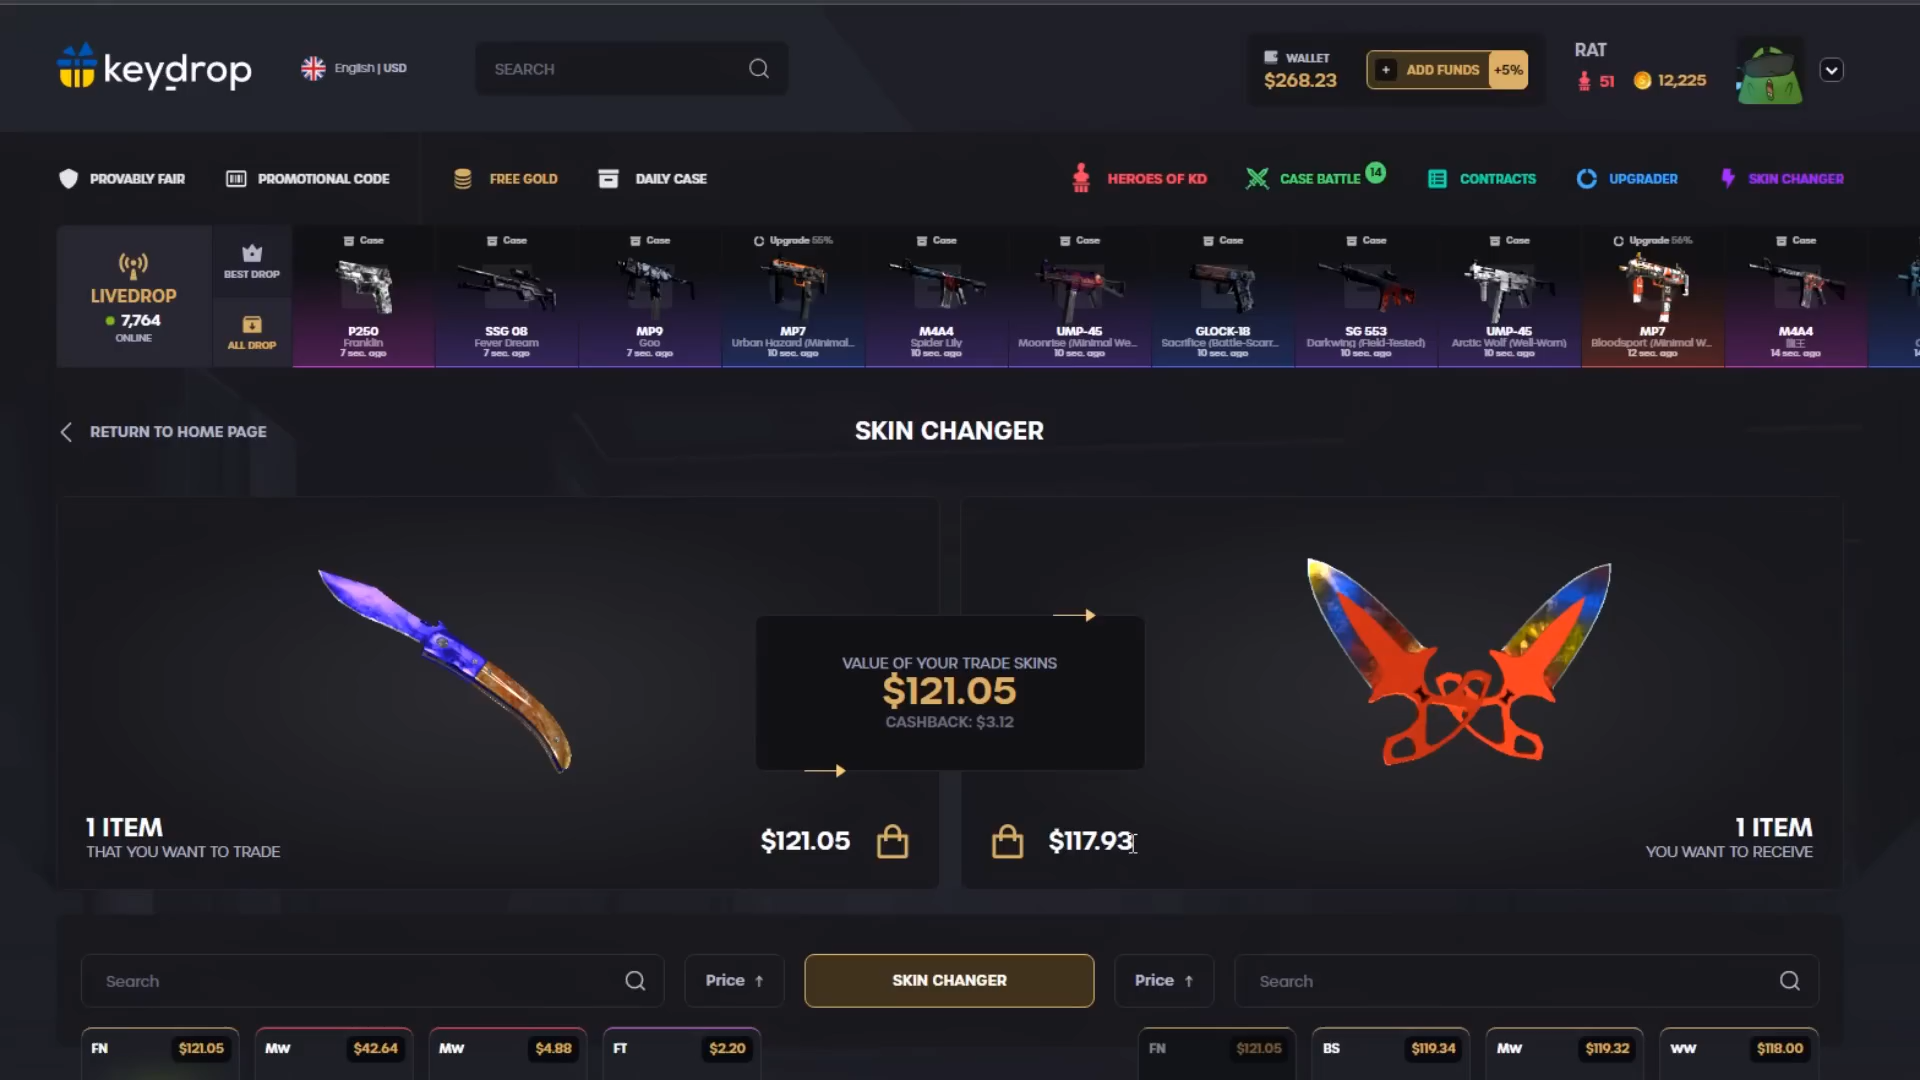 keydrop
English | USD
SEARCH
WALLET
$268.23
+ ADD FUNDS +5%
RAT
51
12,225
PROVABLY FAIR
PROMOTIONAL CODE
FREE GOLD
DAILY CASE
HEROES OF KD
CASE BATTLE 14
CONTRACTS
UPGRADER
SKIN CHANGER
LIVEDROP
7,764
ONLINE
BEST DROP
ALL DROP
Case
P250
Franklin
7 sec. ago
Case
SSG 08
Fever Dream
7 sec. ago
Case
MP9
Goo
7 sec. ago
Upgrade 55%
MP7
Urban Hazard (Minimal...
10 sec. ago
Case
M4A4
Spider Lily
10 sec. ago
Case
UMP-45
Moonrise (Minimal We...
10 sec. ago
Case
GLOCK-18
Sacrifice (Battle-Scarr...
10 sec. ago
Case
SG 553
Darkwing (Field-Tested)
10 sec. ago
Case
UMP-45
Arctic Wolf (Well-Worn)
10 sec. ago
Upgrade 56%
MP7
Bloodsport (Minimal W...
12 sec. ago
Case
M4A4
14 sec. ago
RETURN TO HOME PAGE
SKIN CHANGER
VALUE OF YOUR TRADE SKINS
$121.05
CASHBACK: $3.12
1 ITEM
THAT YOU WANT TO TRADE
$121.05
$117.93
1 ITEM
YOU WANT TO RECEIVE
Search
Price ↑
SKIN CHANGER
Price ↑
Search
FN $121.05
MW $42.64
MW $4.88
FT $2.20
FN $121.05
BS $119.34
MW $119.32
WW $118.00